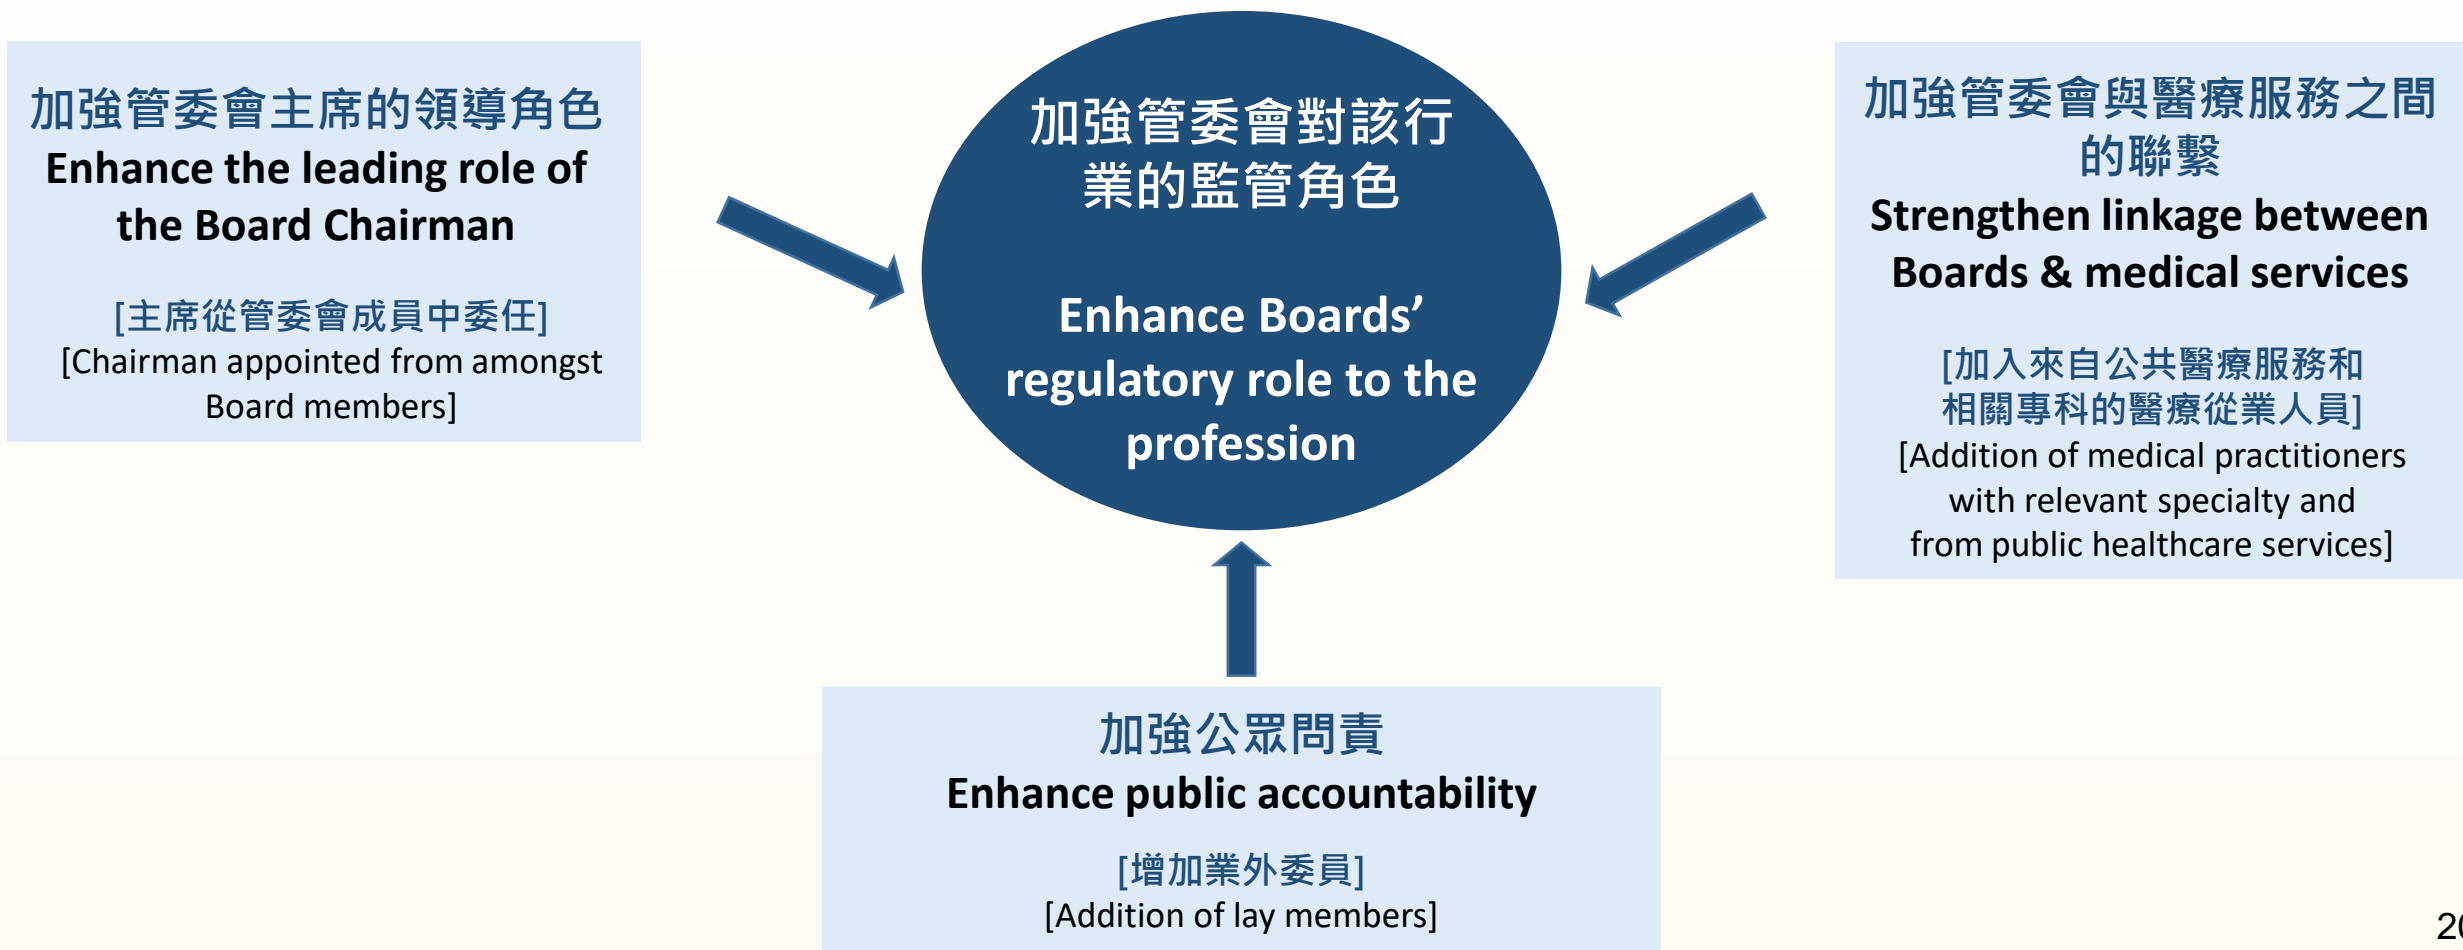 加強管委會主席的領導角色
Enhance the leading role of
the Board Chairman
[主席從管委會成員中委任]
[Chairman appointed from amongst
Board members]
加強管委會對該行
業的監管角色
Enhance Boards’
regulatory role to the
profession
加強管委會與醫療服務之間
的聯繫
Strengthen linkage between
Boards & medical services
[加入來自公共醫療服務和
相關專科的醫療從業人員]
[Addition of medical practitioners
with relevant specialty and
from public healthcare services]
加強公眾問責
Enhance public accountability
[增加業外委員]
[Addition of lay members]